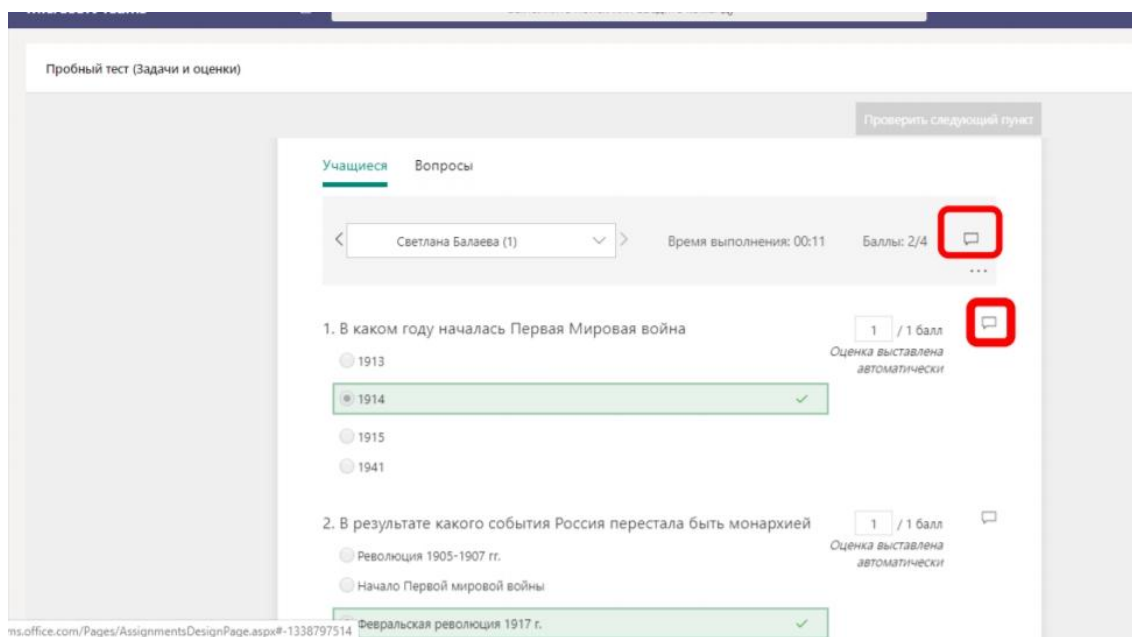 Пробный тест (Задачи и оценки)
Проверить следующий пункт
Учащиеся Вопросы
Светлана Балаева (1) Время выполнения: 00:11 Баллы: 2/4
1. В каком году началась Первая Мировая война 1 / 1 балл
Оценка выставлена
автоматически
1913
1914
1915
1941
2. В результате какого события Россия перестала быть монархией 1 / 1 балл
Оценка выставлена
автоматически
Революция 1905-1907 гг.
Начало Первой мировой войны
Февральская революция 1917 г.
ms.office.com/Pages/AssignmentsDesignPage.aspx#-1338797514